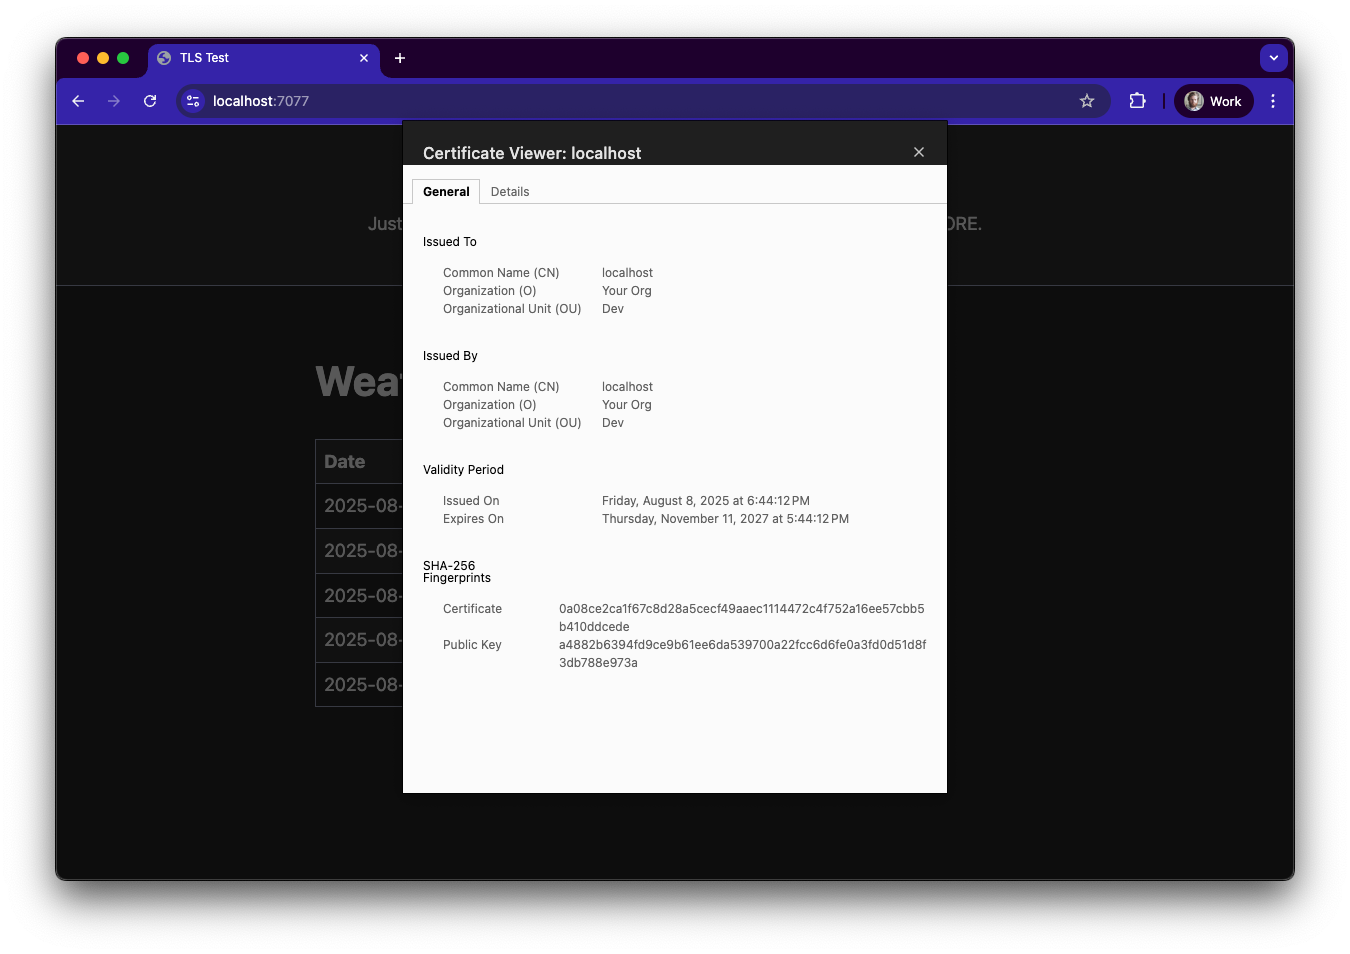 TLS Test
localhost:7077
Work
Certificate Viewer: localhost
General Details
Just
ORE.
Issued To
Common Name (CN) localhost
Organization (O) Your Org
Organizational Unit (OU) Dev
Issued By
Common Name (CN) localhost
Organization (O) Your Org
Organizational Unit (OU) Dev
Validity Period
Issued On Friday, August 8, 2025 at 6:44:12 PM
Expires On Thursday, November 11, 2027 at 5:44:12 PM
SHA-256
Fingerprints
Certificate 0a08ce2ca1f67c8d28a5cecf49aaec1114472c4f752a16ee57cbb5
b410ddcede
Public Key a4882b6394fd9ce9b61ee6da539700a22fcc6d6fe0a3fd0d51d8f
3db788e973a
Wea
Date
2025-08-
2025-08-
2025-08-
2025-08-
2025-08-